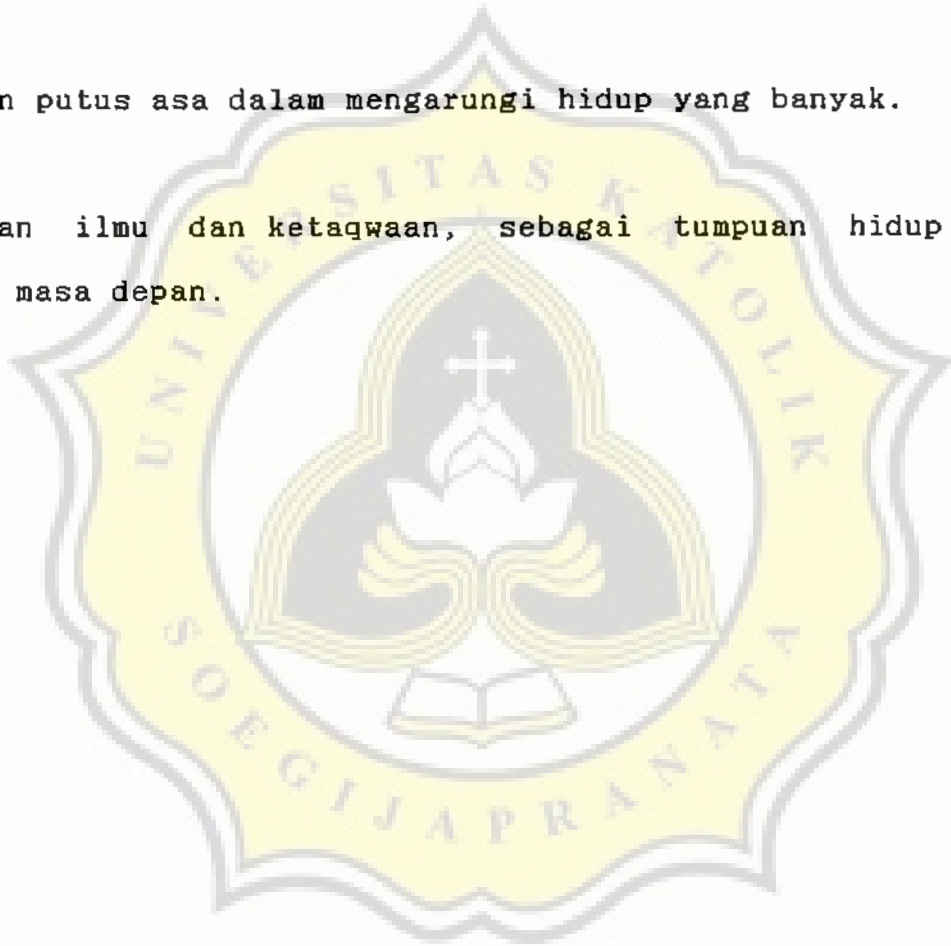 n putus asa dalam mengarungi hidup yang banyak.
an ilmu dan ketaqwaan, sebagai tumpuan hidup
masa depan.
UNIVERSITAS KATOLIK
SOEGIJAPRANATA